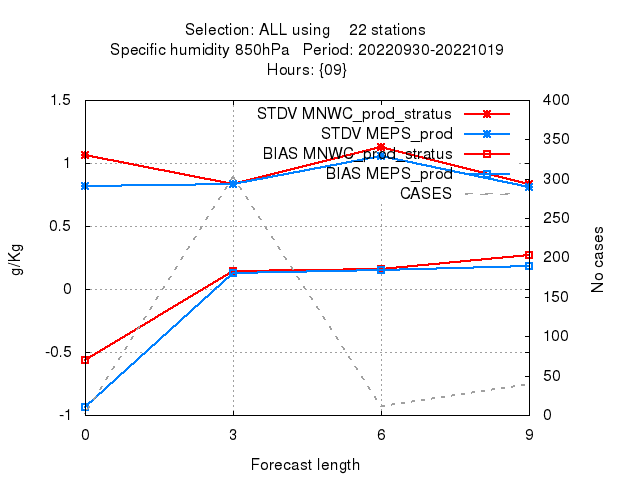 Selection: ALL using 22 stations
Specific humidity 850hPa Period: 20220930-20221019
Hours: {09}
STDV MNWC_prod_stratus
STDV MEPS_prod
BIAS MNWC_prod_stratus
BIAS MEPS_prod
CASES
1.5
1
0.5
0
-0.5
-1
g/Kg
400
350
300
250
200
150
100
50
0
No cases
0 3 6 9
Forecast length